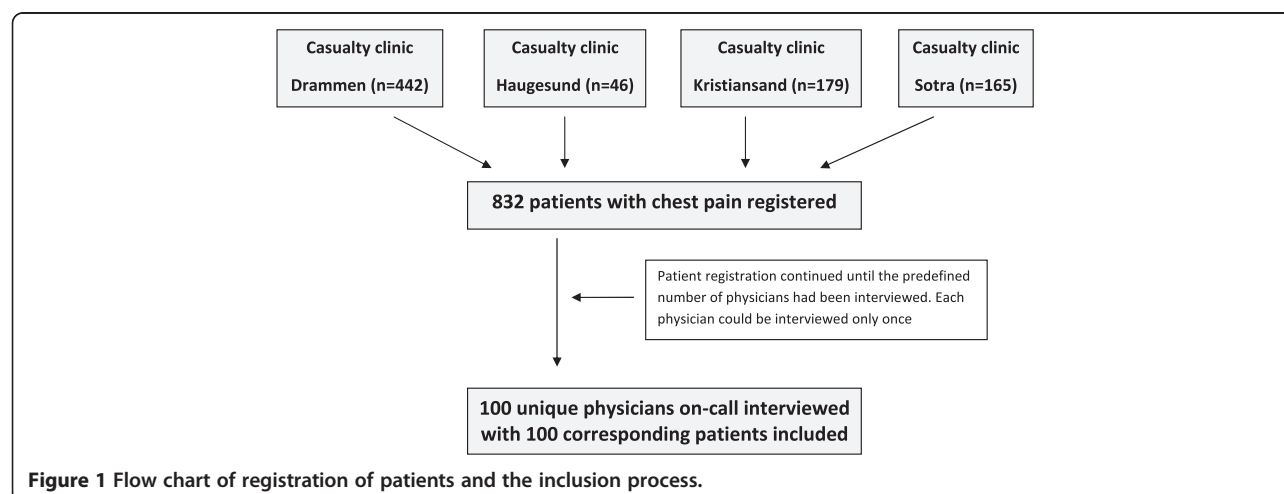 Casualty clinic
Drammen (n=442)
Casualty clinic
Haugesund (n=46)
Casualty clinic
Kristiansand (n=179)
Casualty clinic
Sotra (n=165)
832 patients with chest pain registered
Patient registration continued until the predefined
number of physicians had been interviewed. Each
physician could be interviewed only once
100 unique physicians on-call interviewed
with 100 corresponding patients included
Figure 1 Flow chart of registration of patients and the inclusion process.